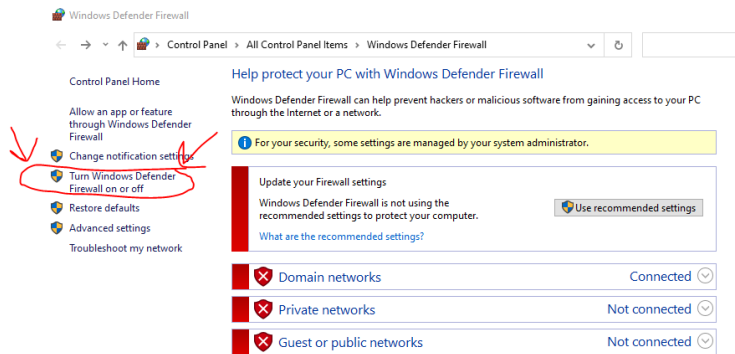 Windows Defender Firewall
Control Panel > All Control Panel Items > Windows Defender Firewall
Control Panel Home
Allow an app or feature
through Windows Defender
Firewall
Change notification settings
Turn Windows Defender
Firewall on or off
Restore defaults
Advanced settings
Troubleshoot my network
Help protect your PC with Windows Defender Firewall
Windows Defender Firewall can help prevent hackers or malicious software from gaining access to your PC
through the Internet or a network.
For your security, some settings are managed by your system administrator.
Update your Firewall settings
Windows Defender Firewall is not using the
recommended settings to protect your computer.
Use recommended settings
What are the recommended settings?
Domain networks
Connected
Private networks
Not connected
Guest or public networks
Not connected